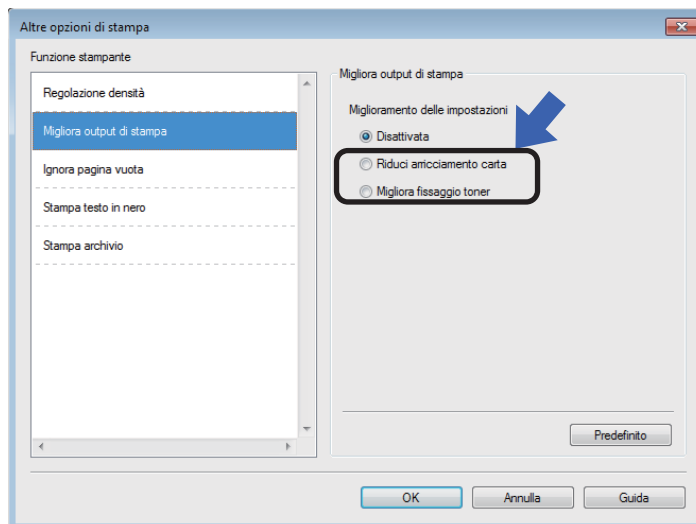 Altre opzioni di stampa
Funzione stampante
Regolazione densità
Migliora output di stampa
Ignora pagina vuota
Stampa testo in nero
Stampa archivio
Migliora output di stampa
Miglioramento delle impostazioni
Disattivata
Riduci arricciamento carta
Migliora fissaggio toner
Predefinito
OK
Annulla
Guida